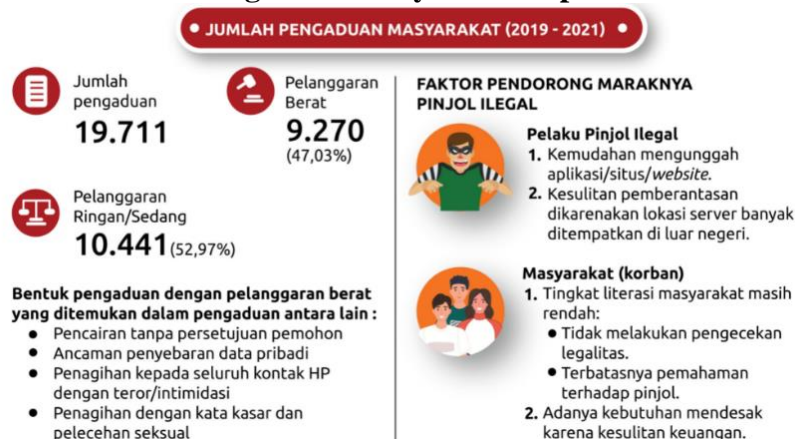 JUMLAH PENGADUAN MASYARAKAT (2019 - 2021)
Jumlah
pengaduan
19.711
Pelanggaran
Berat
9.270
(47,03%)
Pelanggaran
Ringan/Sedang
10.441 (52,97%)
Bentuk pengaduan dengan pelanggaran berat
yang ditemukan dalam pengaduan antara lain :
● Pencairan tanpa persetujuan pemohon
● Ancaman penyebaran data pribadi
● Penagihan kepada seluruh kontak HP
dengan teror/intimidasi
● Penagihan dengan kata kasar dan
pelecehan seksual
FAKTOR PENDORONG MARAKNYA
PINJOL ILEGAL
Pelaku Pinjol Ilegal
1. Kemudahan mengunggah
aplikasi/situs/website.
2. Kesulitan pemberantasan
dikarenakan lokasi server banyak
ditempatkan di luar negeri.
Masyarakat (korban)
1. Tingkat literasi masyarakat masih
rendah:
● Tidak melakukan pengecekan
legalitas.
● Terbatasnya pemahaman
terhadap pinjol.
2. Adanya kebutuhan mendesak
karena kesulitan keuangan.